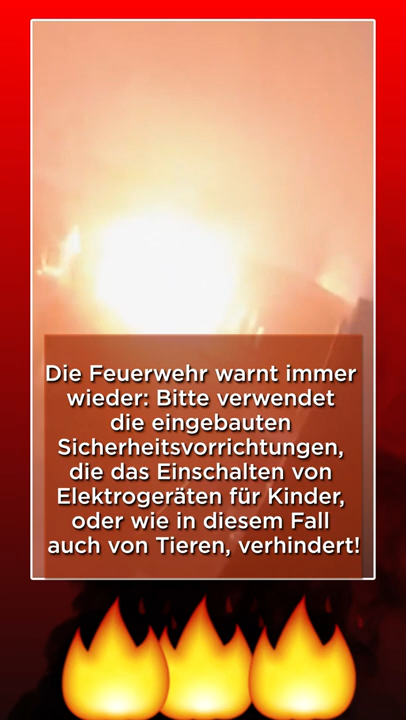 Die Feuerwehr warnt immer
wieder: Bitte verwendet
die eingebauten
Sicherheitsvorrichtungen,
die das Einschalten von
Elektrogeräten für Kinder,
oder wie in diesem Fall
auch von Tieren, verhindert!